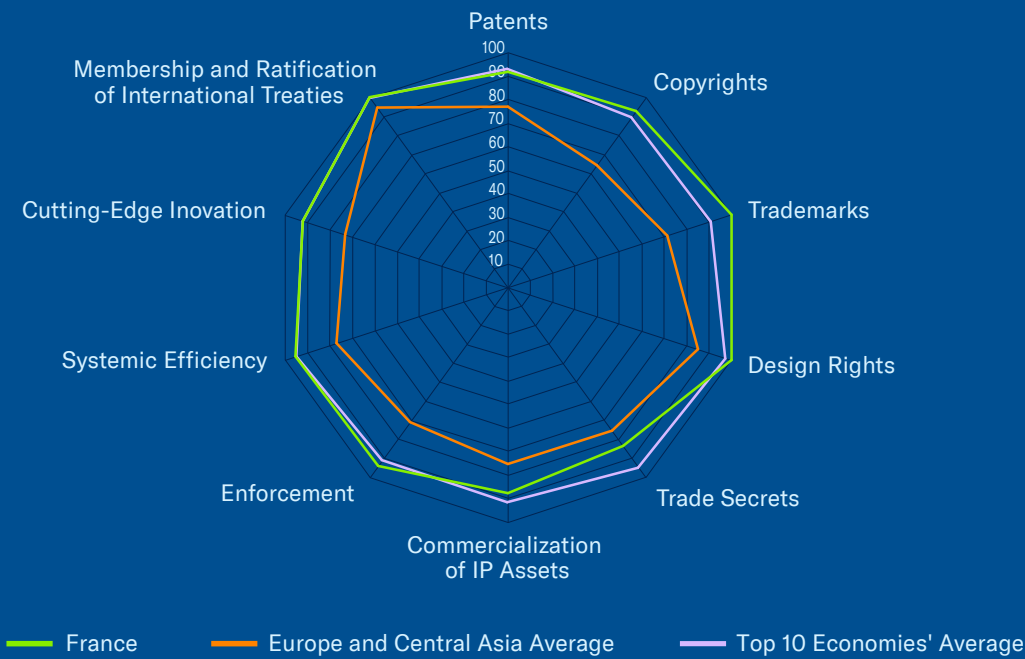 Patents
100
90
80
70
60
50
40
30
20
10
Membership and Ratification
of International Treaties
Copyrights
Cutting-Edge Inovation
Trademarks
Systemic Efficiency
Design Rights
Enforcement
Trade Secrets
Commercialization
of IP Assets
France
Europe and Central Asia Average
Top 10 Economies' Average